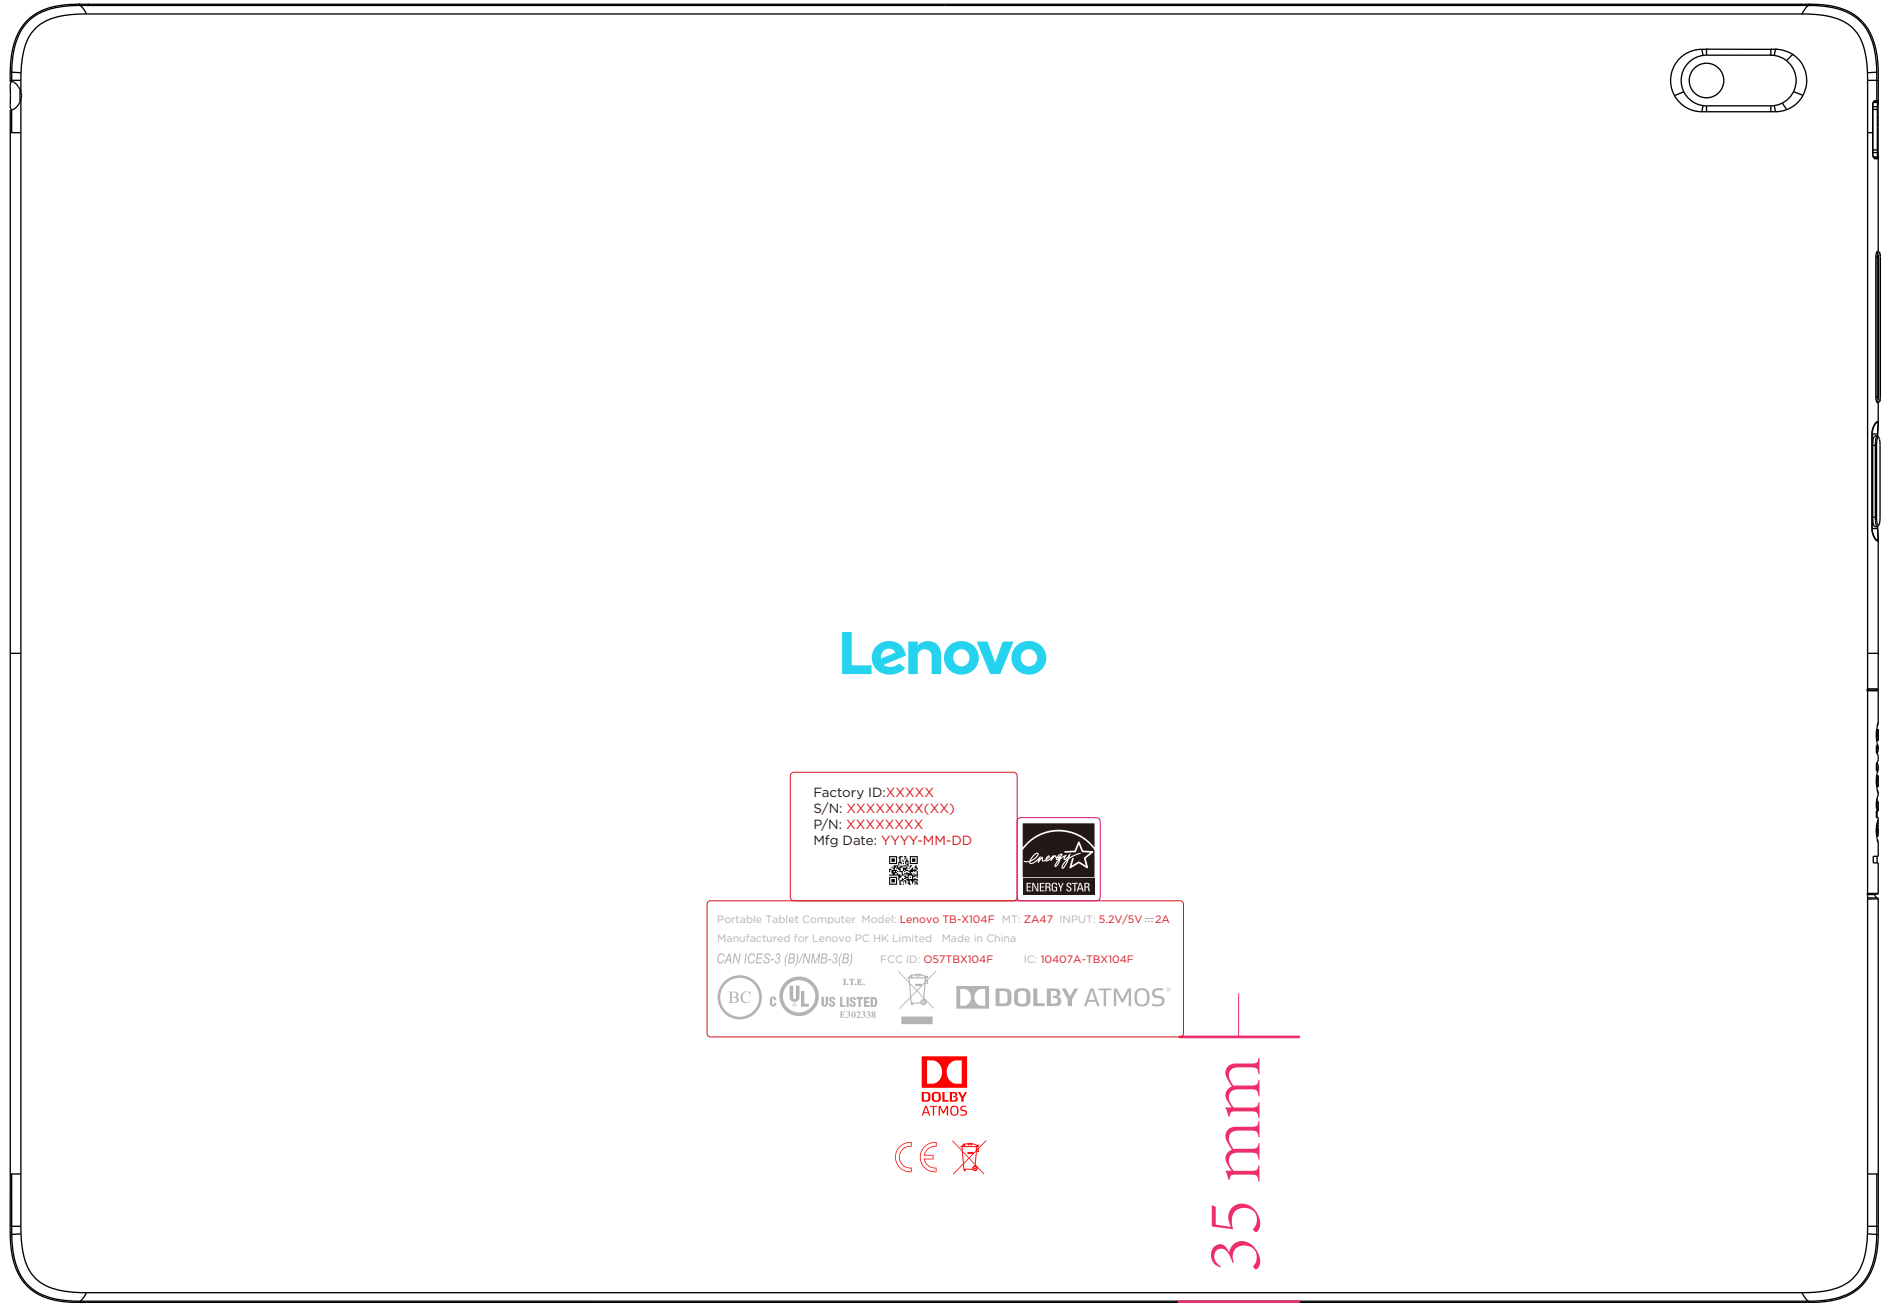 Lenovo
Factory ID:XXXXX
S/N: XXXXXXXX(XX)
P/N: XXXXXXXX
Mfg Date: YYYY-MM-DD
energy
ENERGY STAR
Portable Tablet Computer Model: Lenovo TB-X104F MT: ZA47 INPUT: 5.2V/5V⎓2A
Manufactured for Lenovo PC HK Limited Made in China
CAN ICES-3 (B)/NMB-3(B) FCC ID: O57TBX104F IC: 10407A-TBX104F
BC
C UL US LISTED
I.T.E.
E302338
DOLBY ATMOS®
DOLBY
ATMOS
CE
35 mm